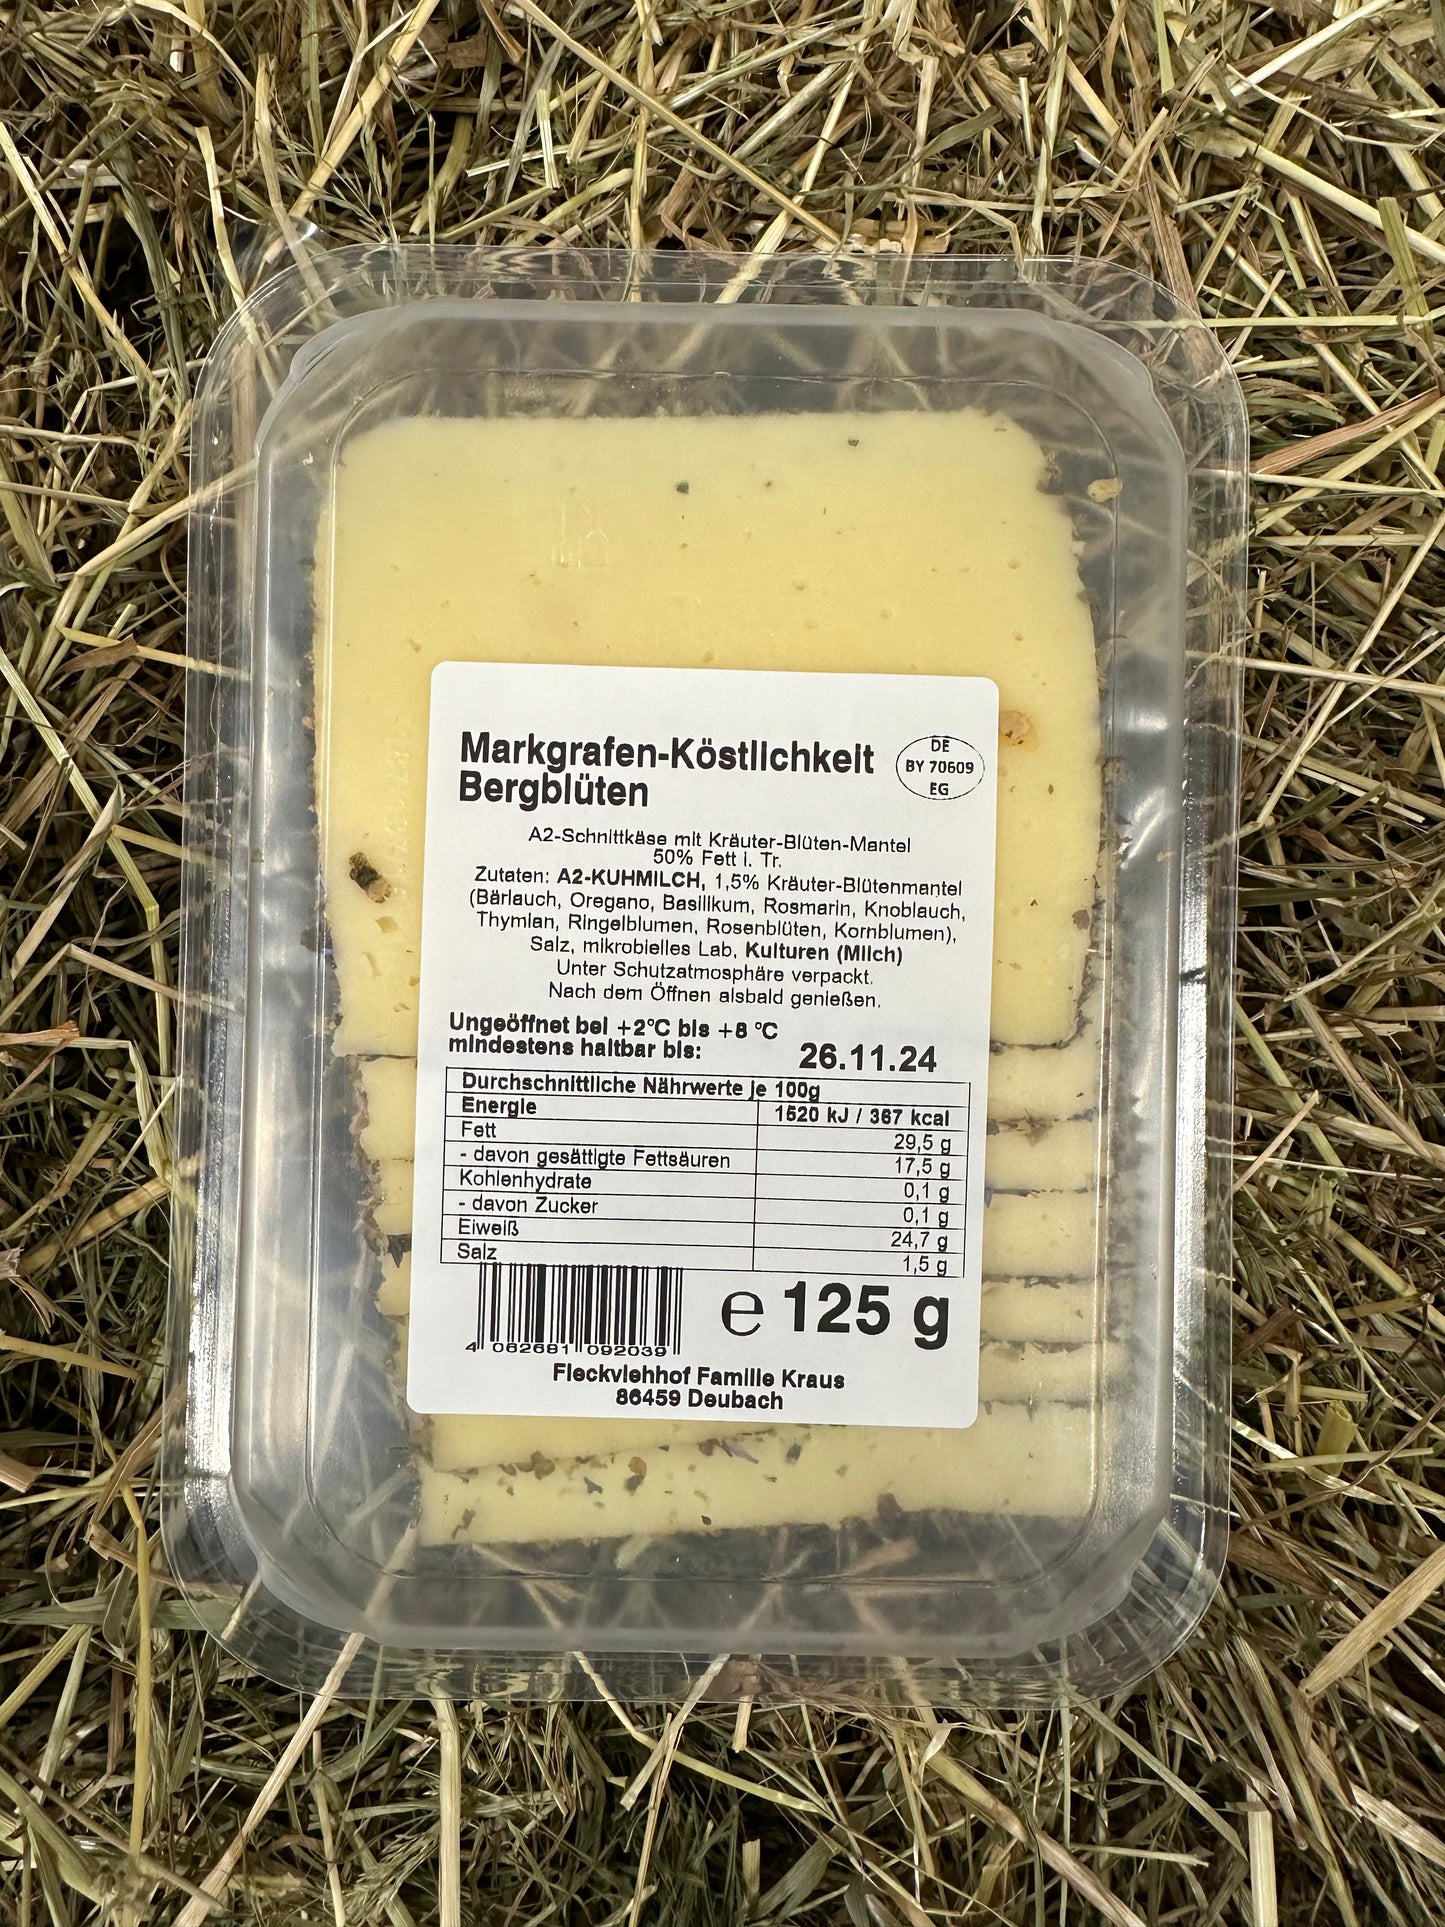 Markgrafen-Köstlichkeit
Bergblüten
DE
BY 70609
EG
A2-Schnittkäse mit Kräuter-Blüten-Mantel
50% Fett i. Tr.
Zutaten: A2-KUHMILCH, 1,5% Kräuter-Blütenmantel
(Bärlauch, Oregano, Basilikum, Rosmarin, Knoblauch,
Thymian, Ringelblumen, Rosenblüten, Kornblumen),
Salz, mikrobielles Lab, Kulturen (Milch)
Unter Schutzatmosphäre verpackt.
Nach dem Öffnen alsbald genießen.
Ungeöffnet bei +2°C bis +8 °C
mindestens haltbar bis: 26.11.24
Durchschnittliche Nährwerte je 100g
Energie 1520 kJ / 367 kcal
Fett 29,5 g
- davon gesättigte Fettsäuren 17,5 g
Kohlenhydrate 0,1 g
- davon Zucker 0,1 g
Eiweiß 24,7 g
Salz 1,5 g
e 125 g
4 062681 092039
Fleckviehhof Familie Kraus
86459 Deubach